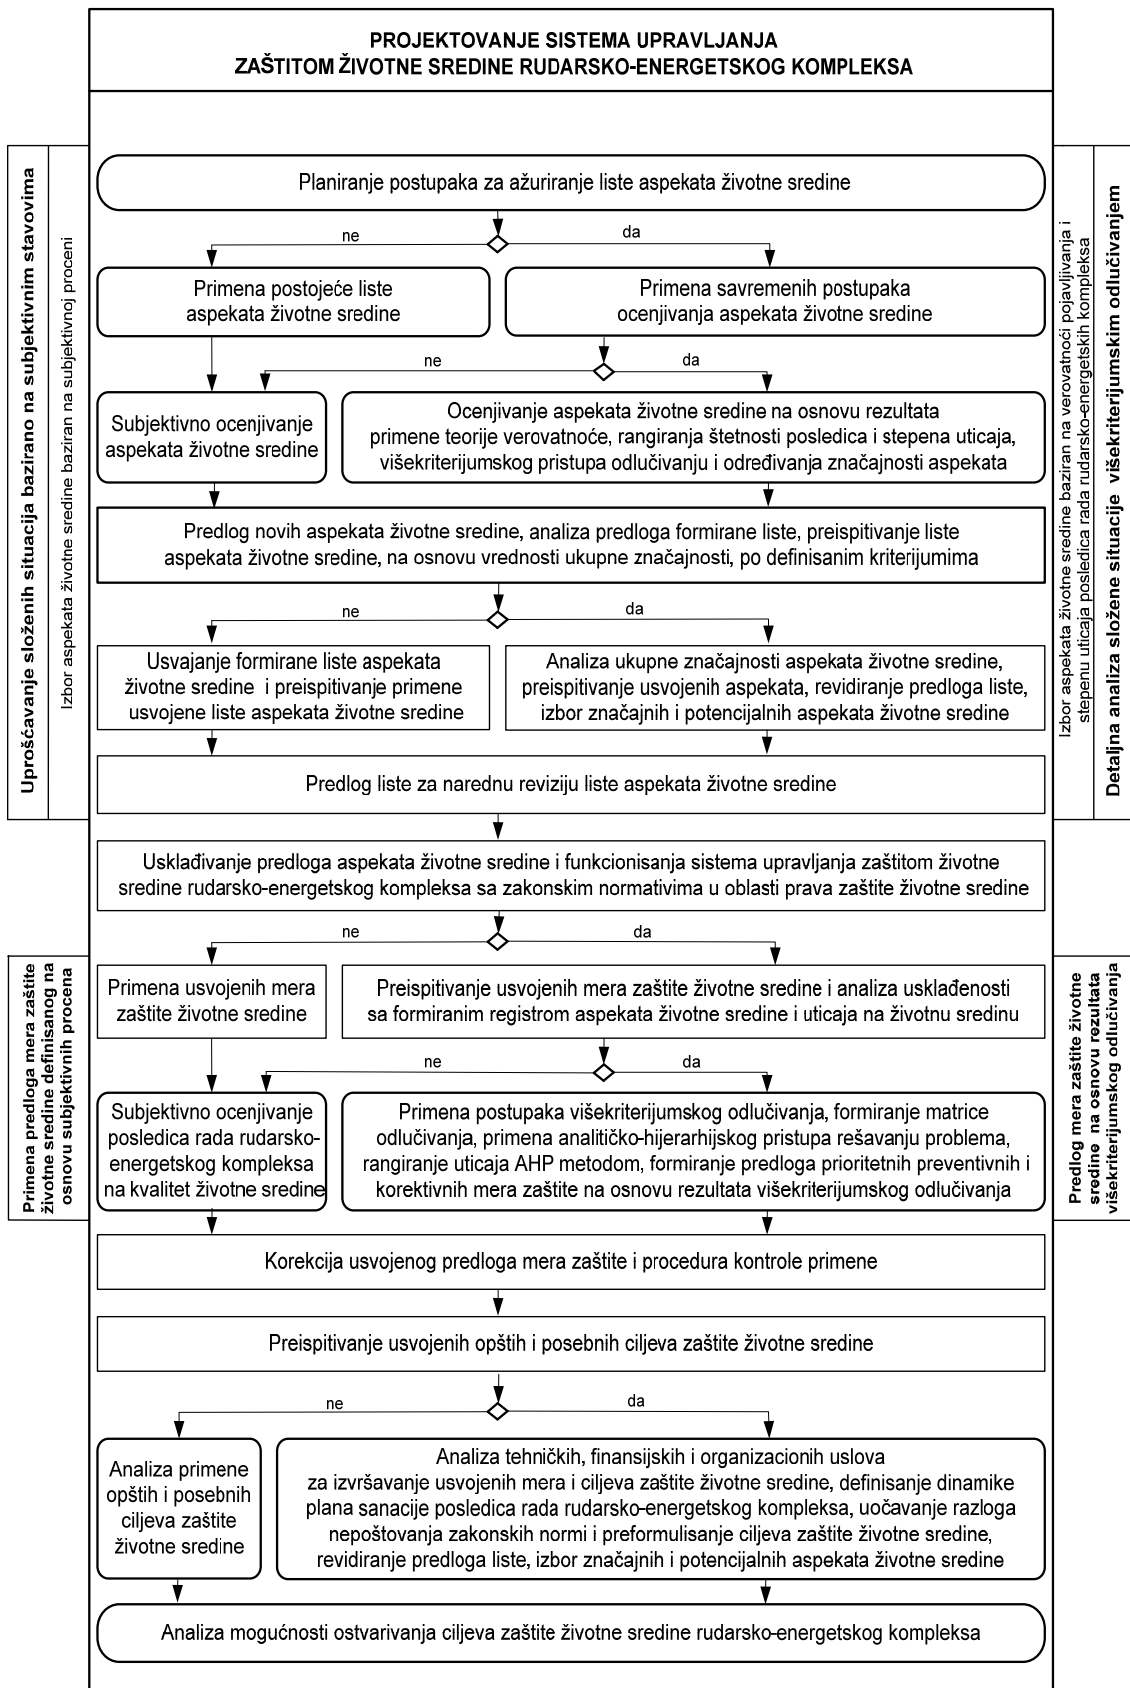 PROJEKTOVANJE SISTEMA UPRAVLJANJA
ZAŠTITOM ŽIVOTNE SREDINE RUDARSKO-ENERGETSKOG KOMPLEKSA
Uprošćavanje složenih situacija bazirano na subjektivnim stavovima
Izbor aspekata životne sredine baziran na subjektivnoj proceni
Izbor aspekata životne sredine baziran na verovatnoći pojavljivanja i
stepenu uticaja posledica rada rudarsko-energetskih kompleksa
Detaljna analiza složene situacije višekriterijumskim odlučivanjem
Planiranje postupaka za ažuriranje liste aspekata životne sredine
ne
da
Primena postojeće liste
aspekata životne sredine
Primena savremenih postupaka
ocenjivanja aspekata životne sredine
ne
da
Subjektivno ocenjivanje
aspekata životne sredine
Ocenjivanje aspekata životne sredine na osnovu rezultata
primene teorije verovatnoće, rangiranja štetnosti posledica i stepena uticaja,
višekriterijumskog pristupa odlučivanju i određivanja značajnosti aspekata
Predlog novih aspekata životne sredine, analiza predloga formirane liste, preispitivanje liste
aspekata životne sredine, na osnovu vrednosti ukupne značajnosti, po definisanim kriterijumima
ne
da
Usvajanje formirane liste aspekata
životne sredine i preispitivanje primene
usvojene liste aspekata životne sredine
Analiza ukupne značajnosti aspekata životne sredine,
preispitivanje usvojenih aspekata, revidiranje predloga liste,
izbor značajnih i potencijalnih aspekata životne sredine
Predlog liste za narednu reviziju liste aspekata životne sredine
Usklađivanje predloga aspekata životne sredine i funkcionisanja sistema upravljanja zaštitom životne
sredine rudarsko-energetskog kompleksa sa zakonskim normativima u oblasti prava zaštite životne sredine
ne
da
Primena predloga mera zaštite
životne sredine definisanog na
osnovu subjektivnih procena
Predlog mera zaštite životne
sredine na osnovu rezultata
višekriterijumskog odlučivanja
Primena usvojenih mera
zaštite životne sredine
Preispitivanje usvojenih mera zaštite životne sredine i analiza usklađenosti
sa formiranim registrom aspekata životne sredine i uticaja na životnu sredinu
ne
da
Subjektivno ocenjivanje
posledica rada rudarsko-
energetskog kompleksa
na kvalitet životne sredine
Primena postupaka višekriterijumskog odlučivanja, formiranje matrice
odlučivanja, primena analitičko-hijerarhijskog pristupa rešavanju problema,
rangiranje uticaja AHP metodom, formiranje predloga prioritetnih preventivnih i
korektivnih mera zaštite na osnovu rezultata višekriterijumskog odlučivanja
Korekcija usvojenog predloga mera zaštite i procedura kontrole primene
Preispitivanje usvojenih opštih i posebnih ciljeva zaštite životne sredine
ne
da
Analiza primene
opštih i posebnih
ciljeva zaštite
životne sredine
Analiza tehničkih, finansijskih i organizacionih uslova
za izvršavanje usvojenih mera i ciljeva zaštite životne sredine, definisanje dinamike
plana sanacije posledica rada rudarsko-energetskog kompleksa, uočavanje razloga
nepoštovanja zakonskih normi i preformulisanje ciljeva zaštite životne sredine,
revidiranje predloga liste, izbor značajnih i potencijalnih aspekata životne sredine
Analiza mogućnosti ostvarivanja ciljeva zaštite životne sredine rudarsko-energetskog kompleksa